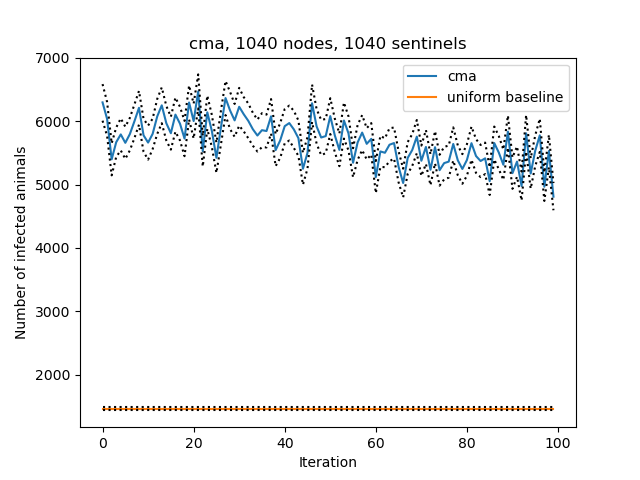 cma, 1040 nodes, 1040 sentinels
7000
6000
5000
4000
3000
2000
Number of infected animals
cma
uniform baseline
0 20 40 60 80 100
Iteration